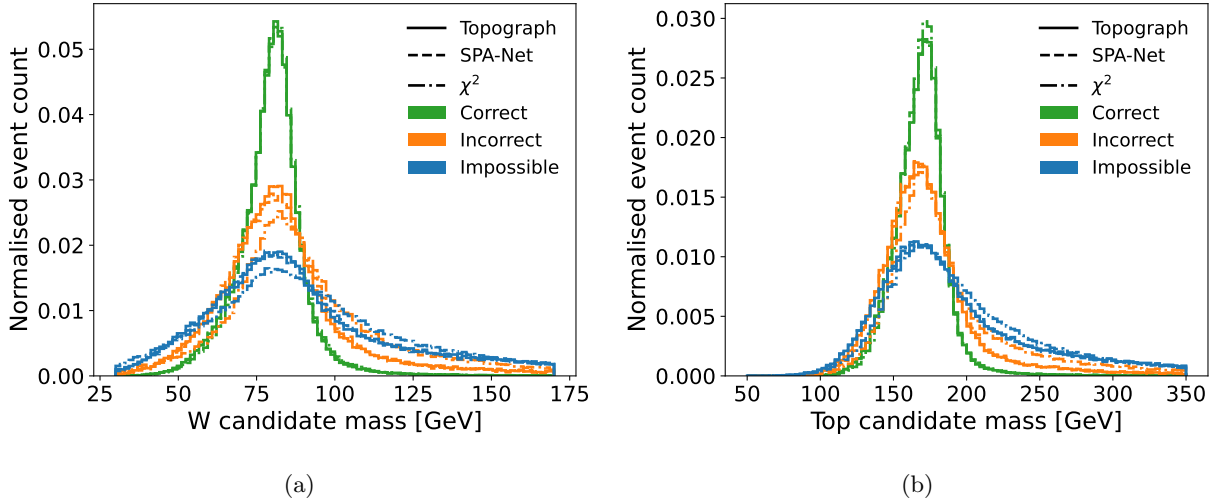 Normalised event count
0.05
0.04
0.03
0.02
0.01
0.00
25 50 75 100 125 150 175
W candidate mass [GeV]
Topograph
SPA-Net
χ²
Correct
Incorrect
Impossible
(a)
Normalised event count
0.030
0.025
0.020
0.015
0.010
0.005
0.000
50 100 150 200 250 300 350
Top candidate mass [GeV]
Topograph
SPA-Net
χ²
Correct
Incorrect
Impossible
(b)